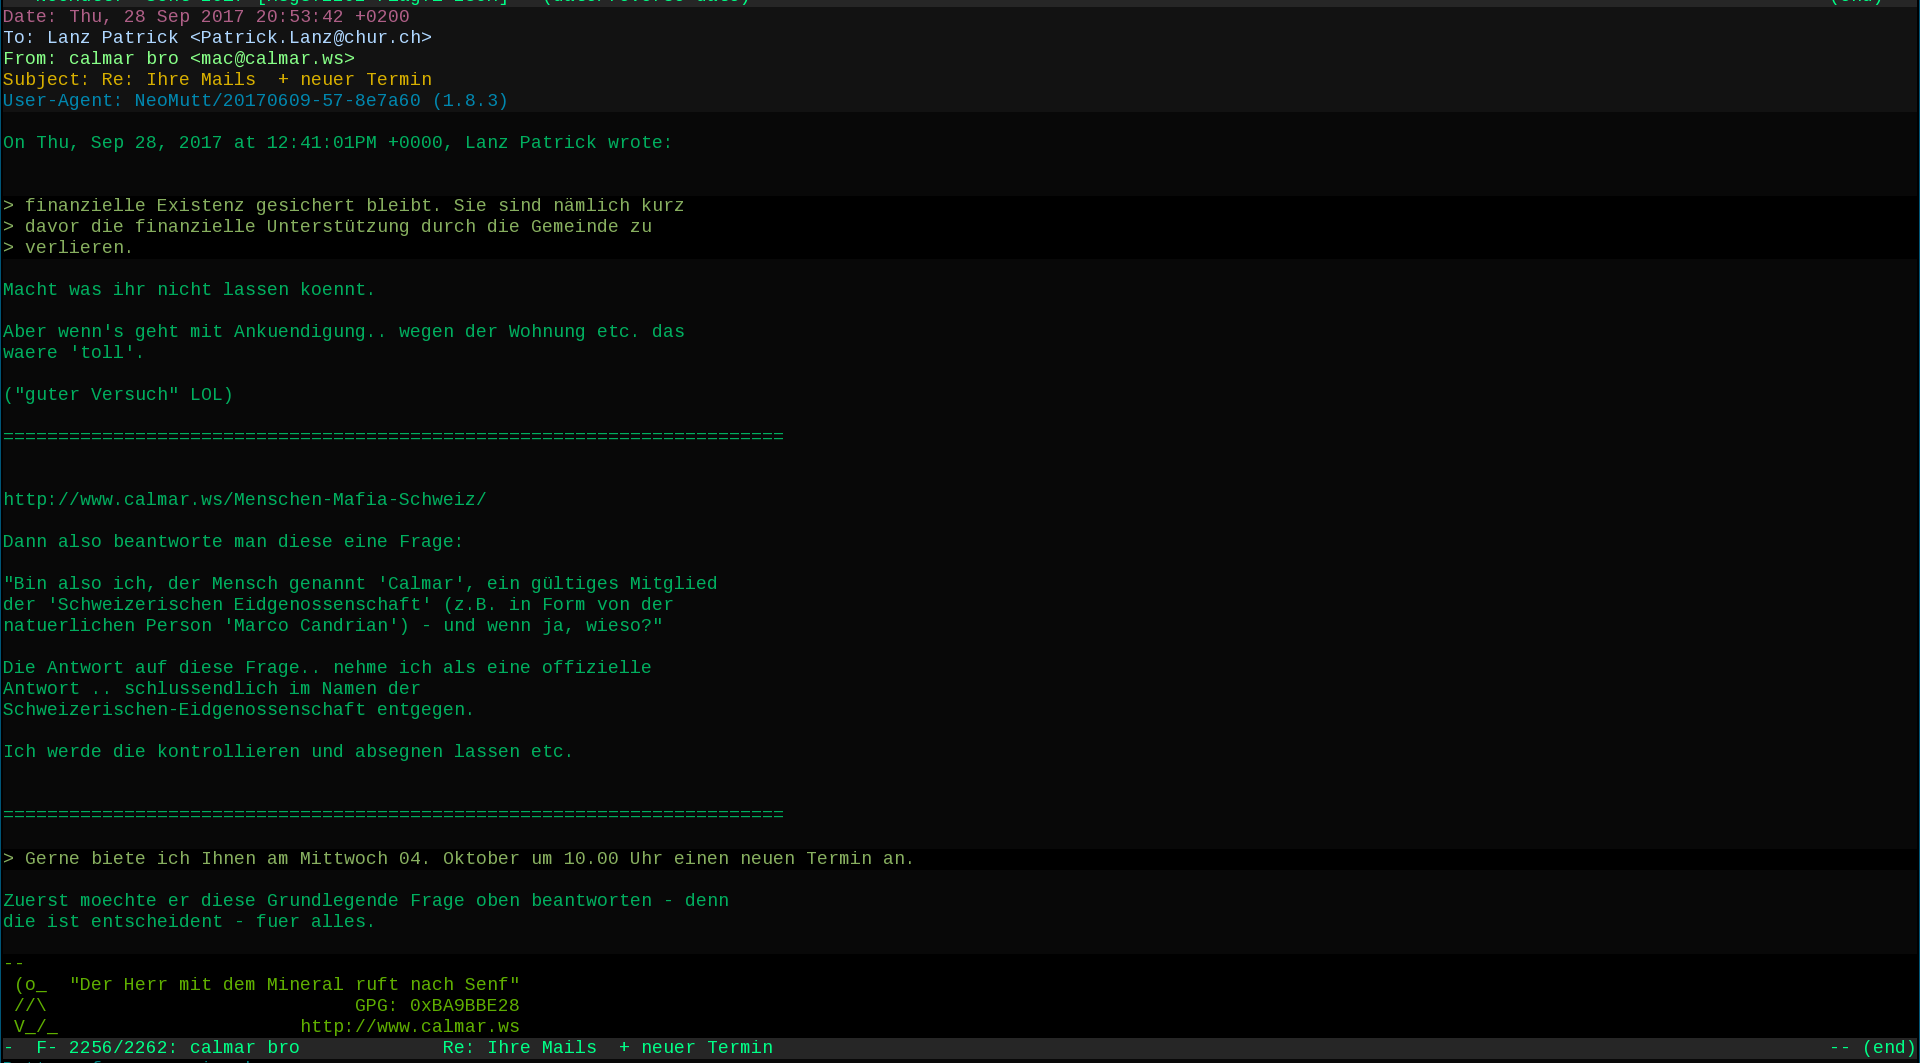 Date: Thu, 28 Sep 2017 20:53:42 +0200
To: Lanz Patrick <Patrick.Lanz@chur.ch>
From: calmar bro <mac@calmar.ws>
Subject: Re: Ihre Mails  + neuer Termin
User-Agent: NeoMutt/20170609-57-8e7a60 (1.8.3)
On Thu, Sep 28, 2017 at 12:41:01PM +0000, Lanz Patrick wrote:
> finanzielle Existenz gesichert bleibt. Sie sind nämlich kurz
> davor die finanzielle Unterstützung durch die Gemeinde zu
> verlieren.
Macht was ihr nicht lassen koennt.
Aber wenn's geht mit Ankuendigung.. wegen der Wohnung etc. das
waere 'toll'.
("guter Versuch" LOL)
=======================================================================
http://www.calmar.ws/Menschen-Mafia-Schweiz/
Dann also beantworte man diese eine Frage:
"Bin also ich, der Mensch genannt 'Calmar', ein gültiges Mitglied
der 'Schweizerischen Eidgenossenschaft' (z.B. in Form von der
natuerlichen Person 'Marco Candrian') - und wenn ja, wieso?"
Die Antwort auf diese Frage.. nehme ich als eine offizielle
Antwort .. schlussendlich im Namen der
Schweizerischen-Eidgenossenschaft entgegen.
Ich werde die kontrollieren und absegnen lassen etc.
=======================================================================
> Gerne biete ich Ihnen am Mittwoch 04. Oktober um 10.00 Uhr einen neuen Termin an.
Zuerst moechte er diese Grundlegende Frage oben beantworten - denn
die ist entscheident - fuer alles.
--
(o_  "Der Herr mit dem Mineral ruft nach Senf"
//\                            GPG: 0xBA9BBE28
V_/_                      http://www.calmar.ws
-  F- 2256/2262: calmar bro             Re: Ihre Mails  + neuer Termin -- (end)